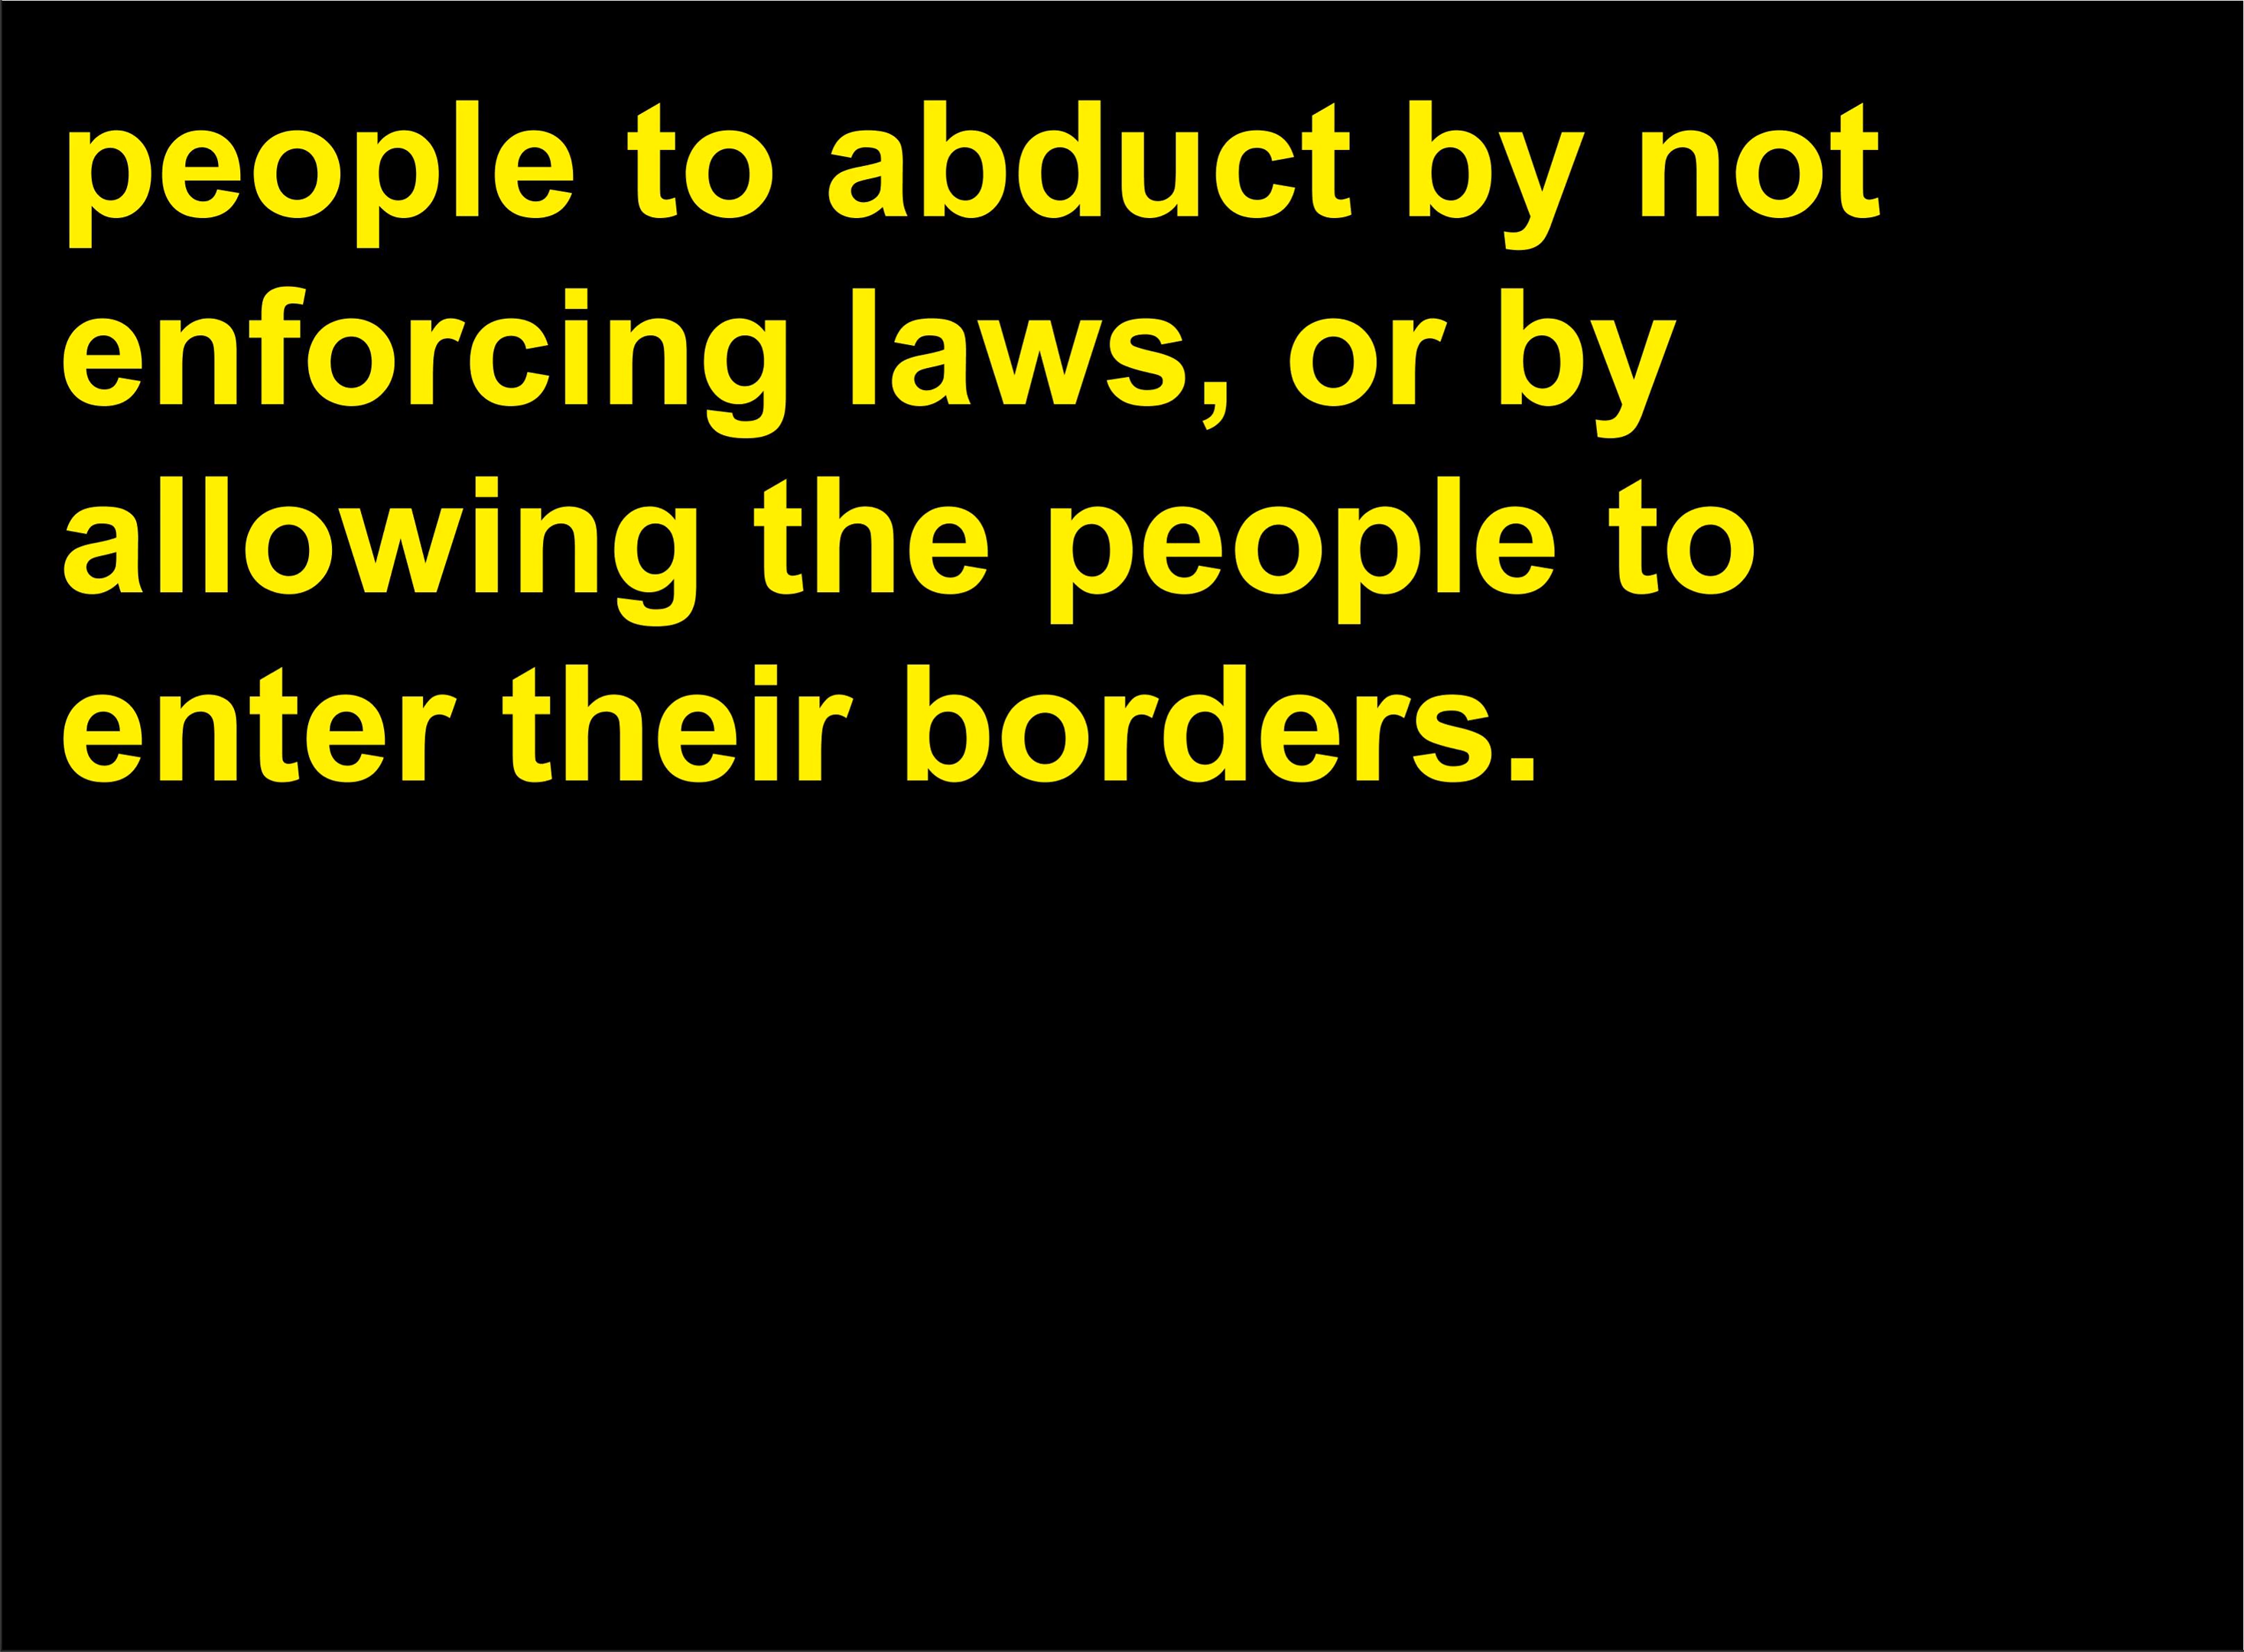 people to abduct by not
enforcing laws, or by
allowing the people to
enter their borders.